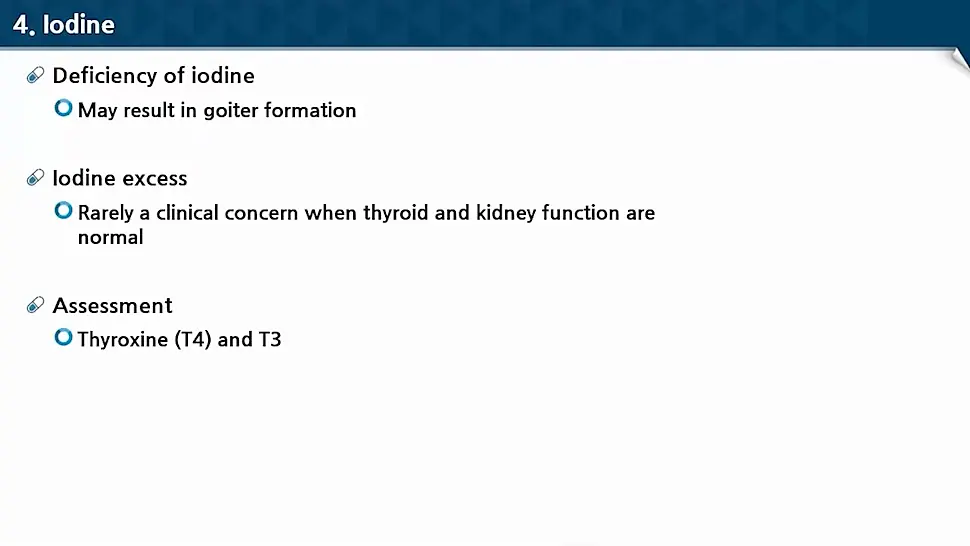 4. Iodine
Deficiency of iodine
May result in goiter formation
Iodine excess
Rarely a clinical concern when thyroid and kidney function are
normal
Assessment
Thyroxine (T4) and T3